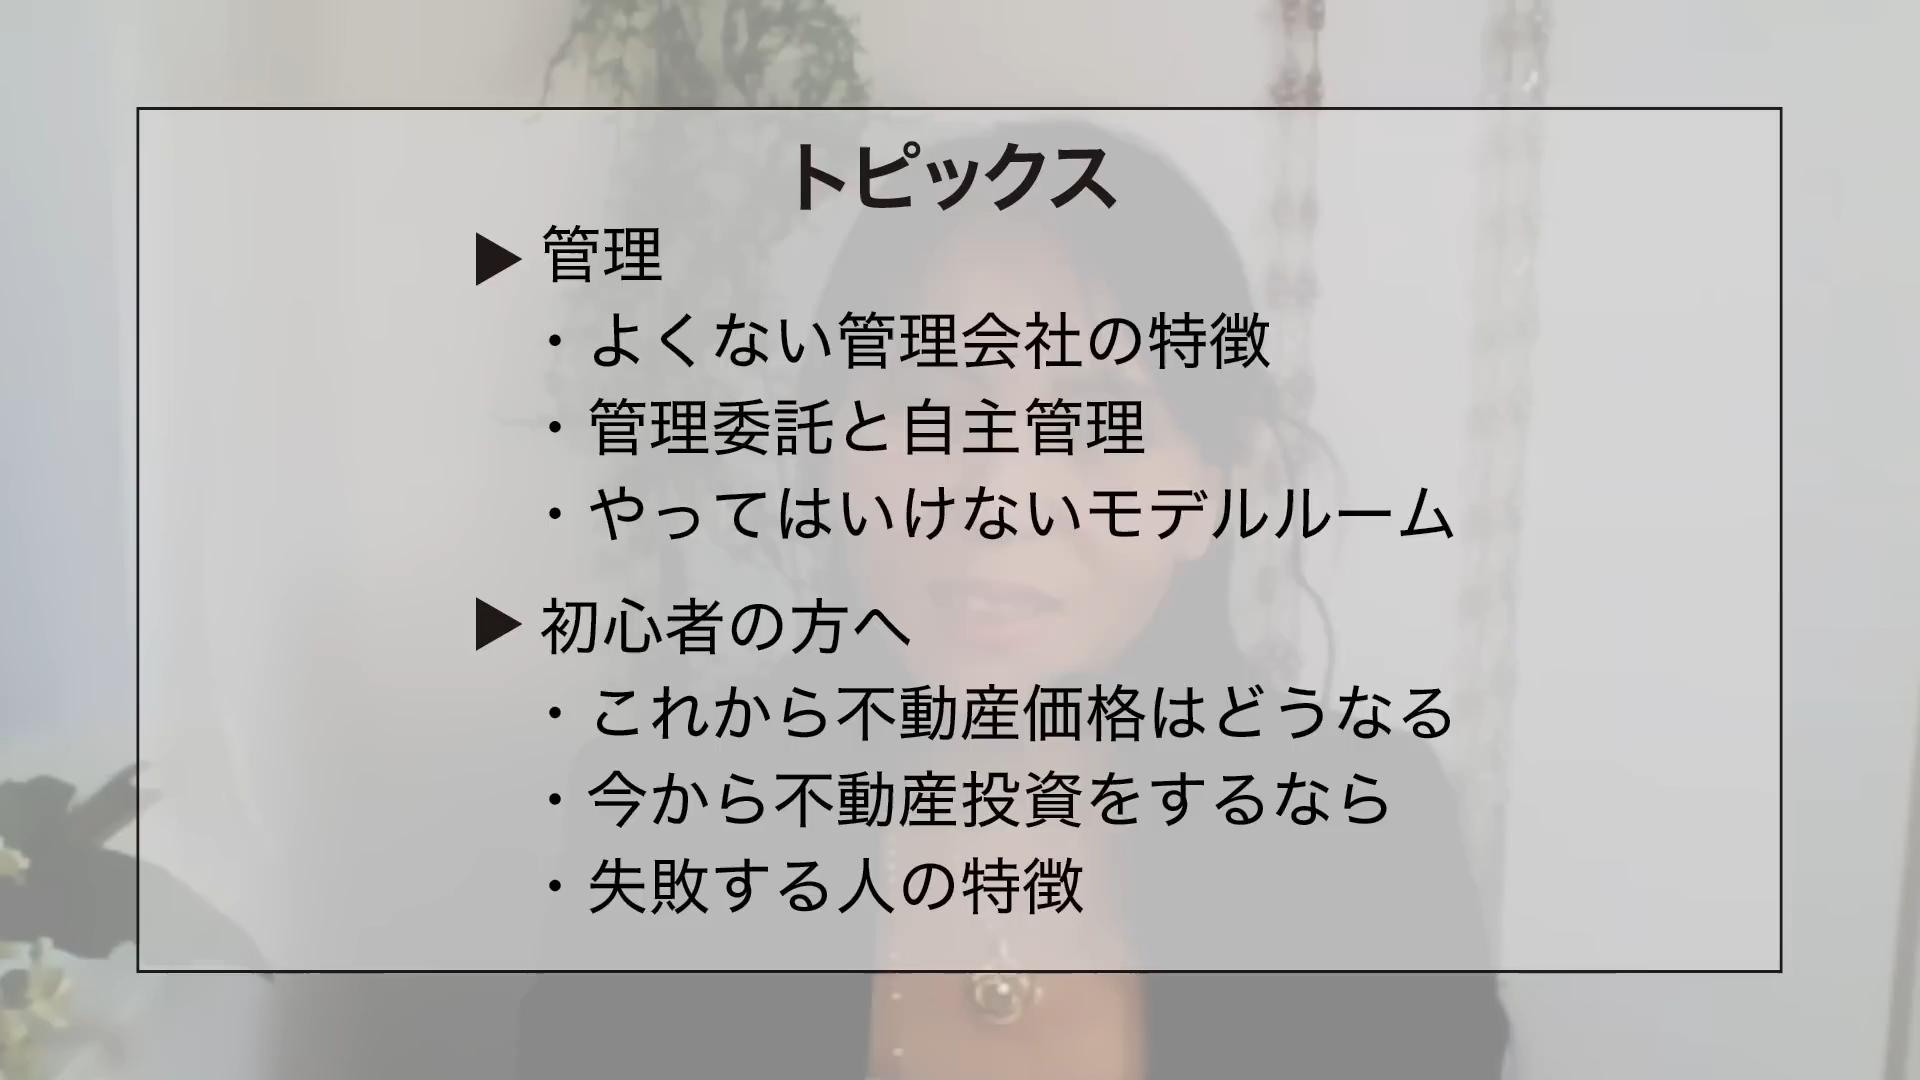 トピックス
▶ 管理
・よくない管理会社の特徴
・管理委託と自主管理
・やってはいけないモデルルーム
▶ 初心者の方へ
・これから不動産価格はどうなる
・今から不動産投資をするなら
・失敗する人の特徴